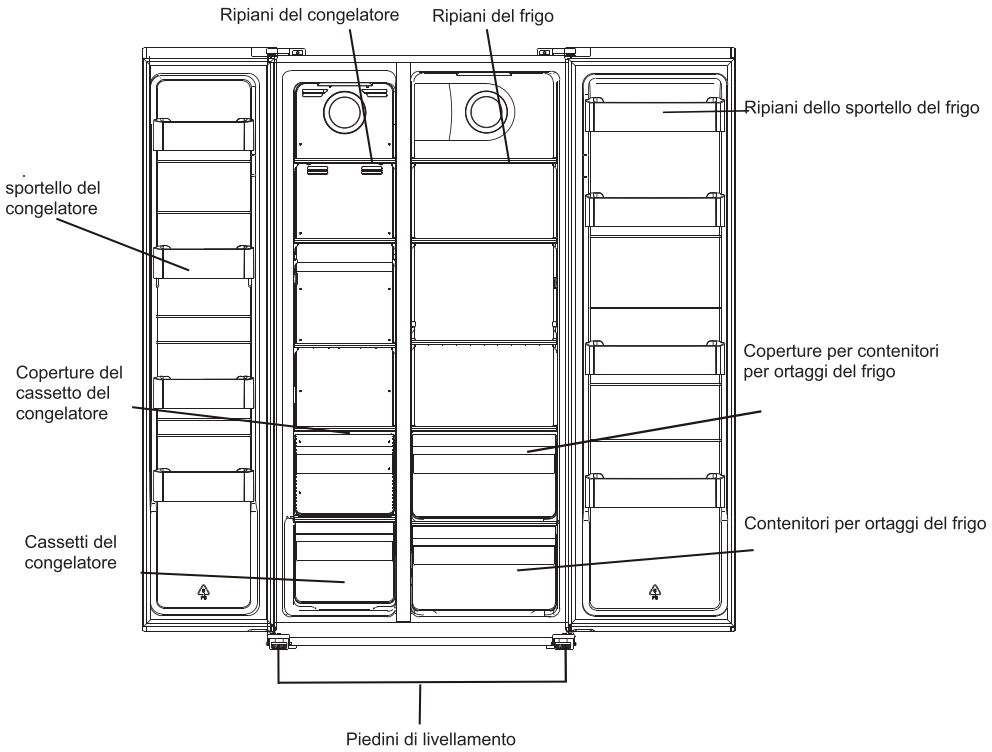 Ripiani del congelatore
Ripiani del frigo
Ripiani dello sportello del frigo
sportello del
congelatore
Coperture per contenitori
per ortaggi del frigo
Coperture del
cassetto del
congelatore
Contenitori per ortaggi del frigo
Cassetti del
congelatore
Piedini di livellamento